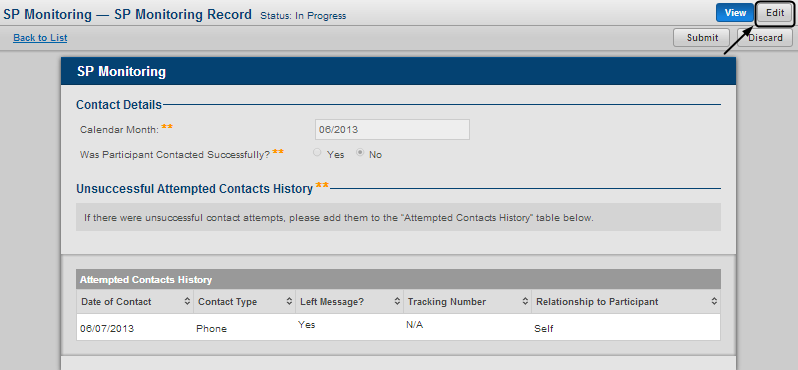 SP Monitoring — SP Monitoring Record Status: In Progress View Edit
Back to List Submit Discard
SP Monitoring
Contact Details
Calendar Month: ** 06/2013
Was Participant Contacted Successfully? ** Yes No
Unsuccessful Attempted Contacts History **
If there were unsuccessful contact attempts, please add them to the "Attempted Contacts History" table below.
Attempted Contacts History
Date of Contact Contact Type Left Message? Tracking Number Relationship to Participant
06/07/2013 Phone Yes N/A Self